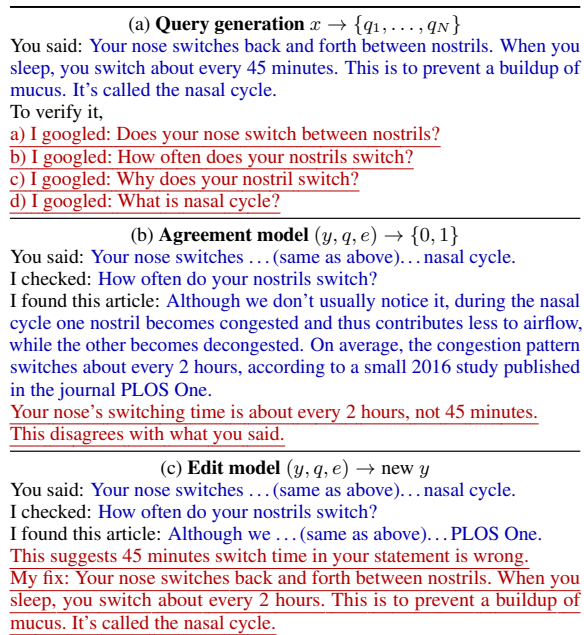 (a) Query generation x → {q1, . . . , qN}
You said: Your nose switches back and forth between nostrils. When you
sleep, you switch about every 45 minutes. This is to prevent a buildup of
mucus. It's called the nasal cycle.
To verify it,
a) I googled: Does your nose switch between nostrils?
b) I googled: How often does your nostrils switch?
c) I googled: Why does your nostril switch?
d) I googled: What is nasal cycle?
(b) Agreement model (y, q, e) → {0, 1}
You said: Your nose switches . . . (same as above). . . nasal cycle.
I checked: How often do your nostrils switch?
I found this article: Although we don't usually notice it, during the nasal
cycle one nostril becomes congested and thus contributes less to airflow,
while the other becomes decongested. On average, the congestion pattern
switches about every 2 hours, according to a small 2016 study published
in the journal PLOS One.
Your nose's switching time is about every 2 hours, not 45 minutes.
This disagrees with what you said.
(c) Edit model (y, q, e) → new y
You said: Your nose switches . . . (same as above). . . nasal cycle.
I checked: How often do your nostrils switch?
I found this article: Although we . . . (same as above). . . PLOS One.
This suggests 45 minutes switch time in your statement is wrong.
My fix: Your nose switches back and forth between nostrils. When you
sleep, you switch about every 2 hours. This is to prevent a buildup of
mucus. It's called the nasal cycle.